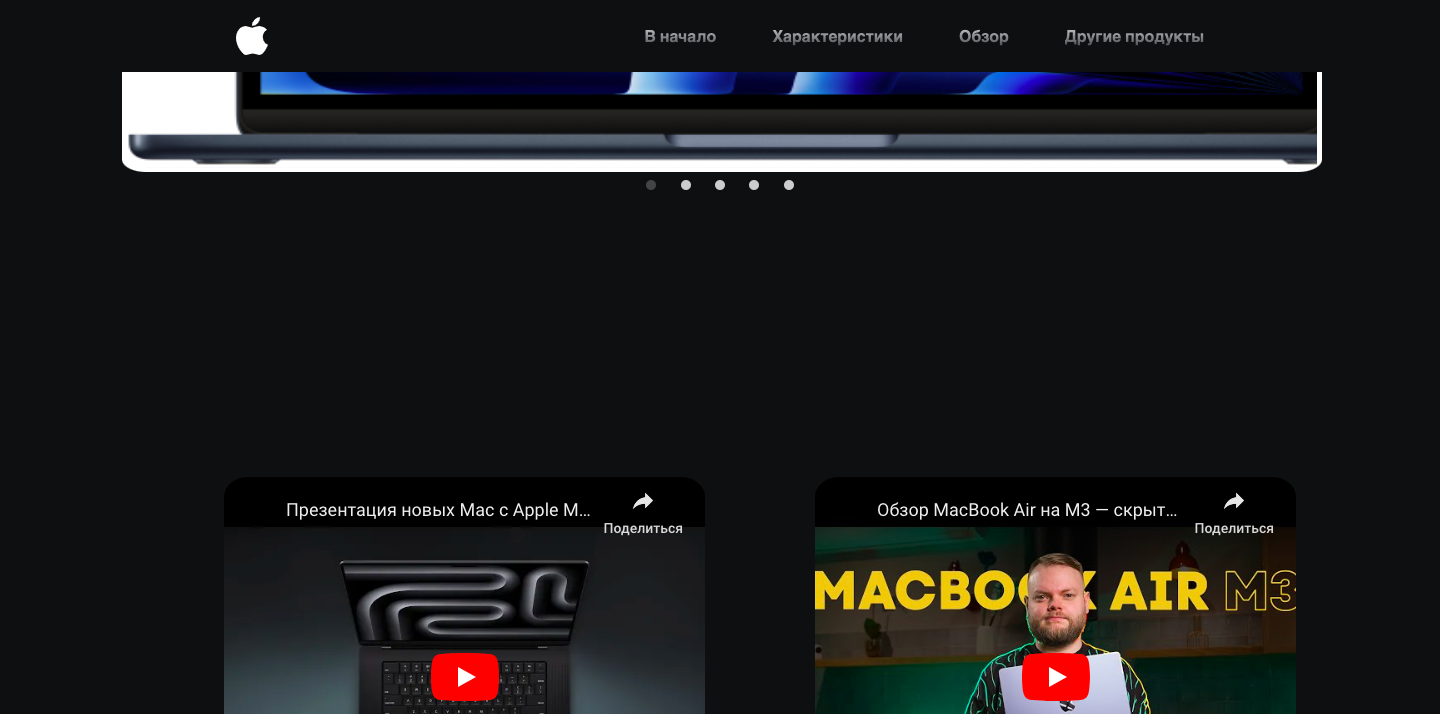 В начало
Характеристики
Обзор
Другие продукты
Презентация новых Mac с Apple M...
Поделиться
Обзор MacBook Air на M3 — скрыт...
Поделиться
MACBOOK AIR M3